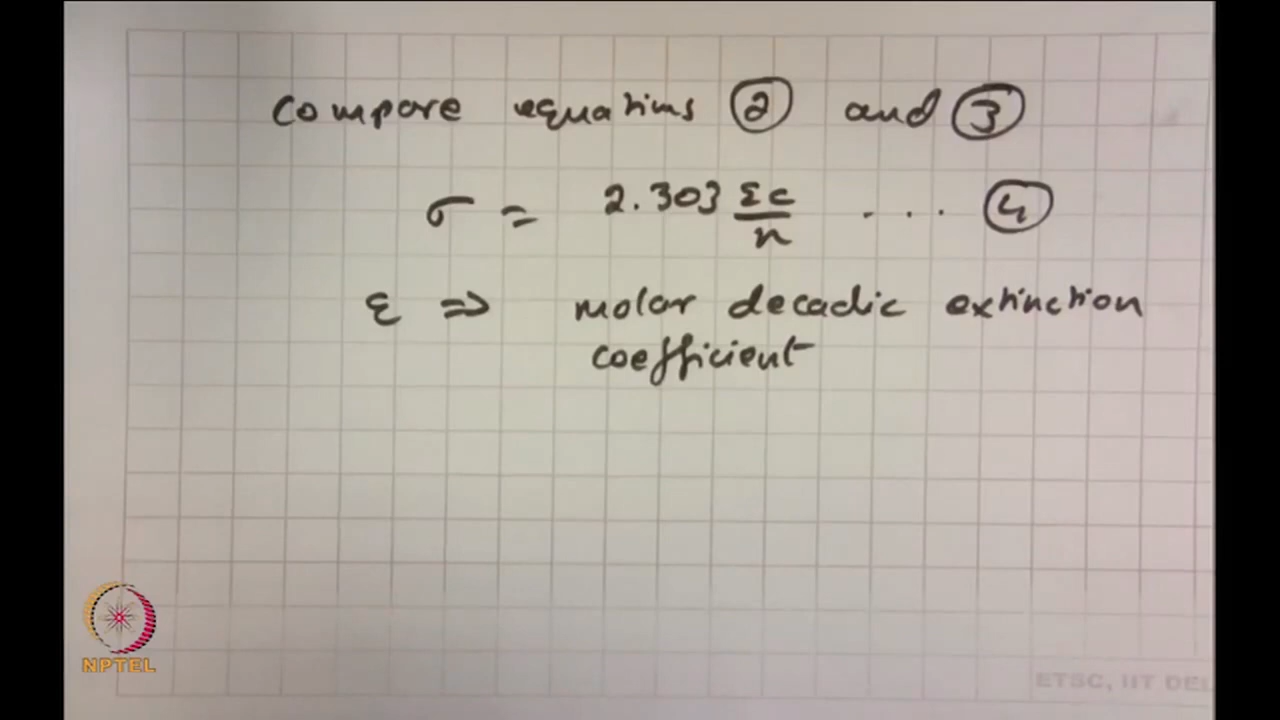 Compare equations ② and ③
σ = 2.303 εc/n ... ④
ε ⇒ molar decadic extinction
coefficient
NPTEL
ETSC, IIT DEL